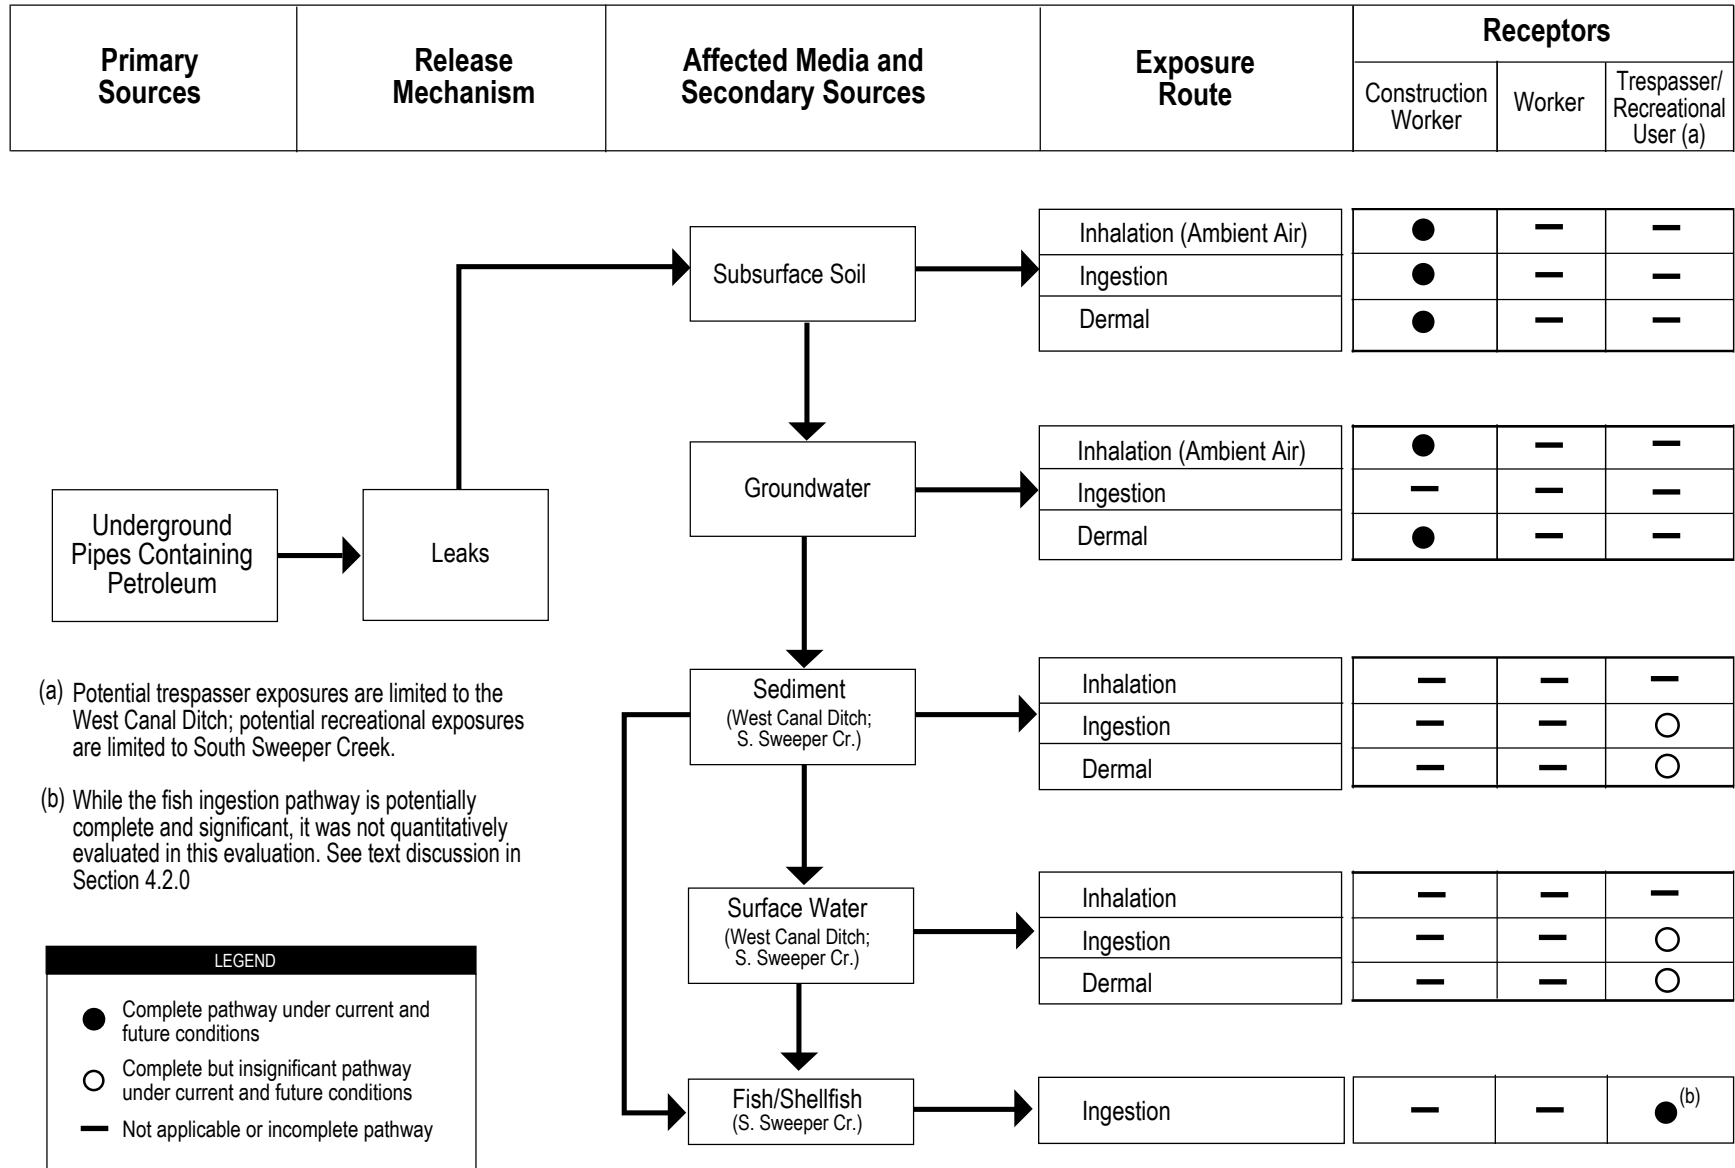 Primary
Sources
Release
Mechanism
Affected Media and
Secondary Sources
Exposure
Route
Receptors
Construction
Worker
Worker
Trespasser/
Recreational
User (a)
Subsurface Soil
Inhalation (Ambient Air)
Ingestion
Dermal
Groundwater
Inhalation (Ambient Air)
Ingestion
Dermal
Underground
Pipes Containing
Petroleum
Leaks
Sediment
(West Canal Ditch;
S. Sweeper Cr.)
Inhalation
Ingestion
Dermal
(a) Potential trespasser exposures are limited to the
West Canal Ditch; potential recreational exposures
are limited to South Sweeper Creek.
(b) While the fish ingestion pathway is potentially
complete and significant, it was not quantitatively
evaluated in this evaluation. See text discussion in
Section 4.2.0
Surface Water
(West Canal Ditch;
S. Sweeper Cr.)
Inhalation
Ingestion
Dermal
LEGEND
Complete pathway under current and
future conditions
Complete but insignificant pathway
under current and future conditions
Not applicable or incomplete pathway
Fish/Shellfish
(S. Sweeper Cr.)
Ingestion
(b)